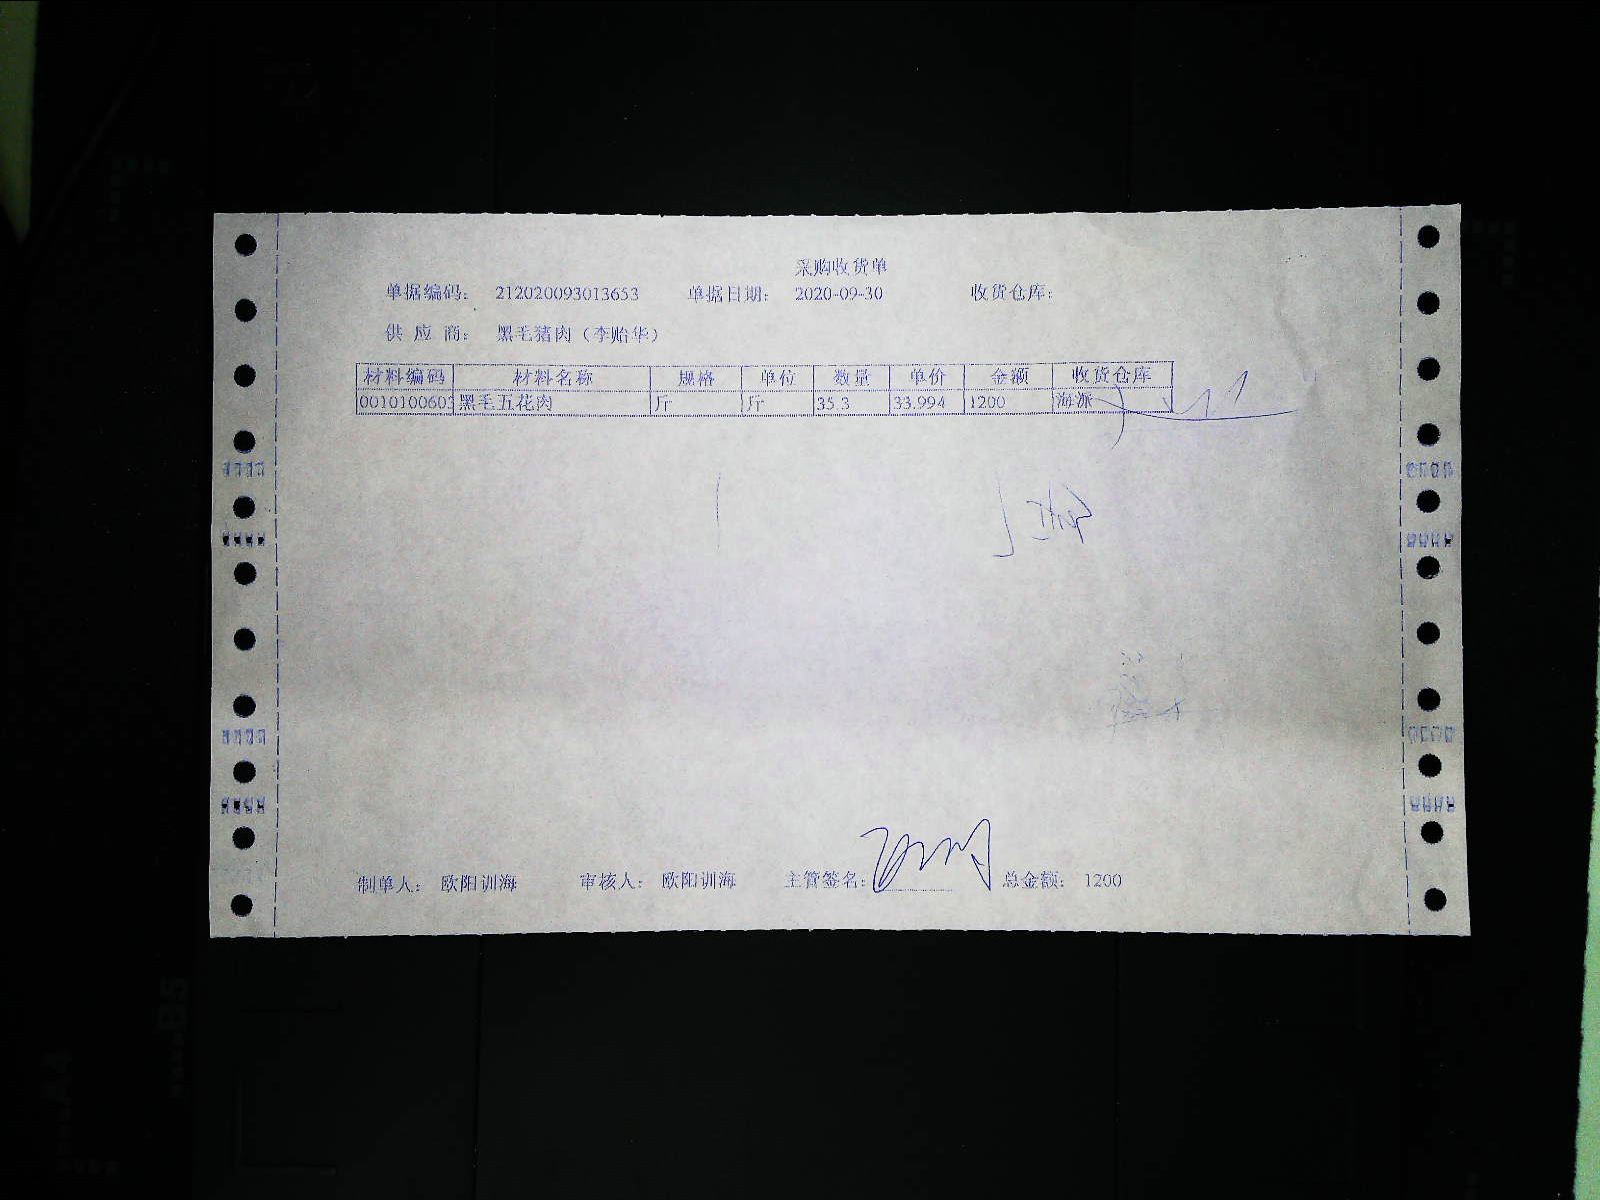 采购收货单
单据编码: 212020093013653 单据日期: 2020-09-30 收货仓库:
供 应 商: 黑毛猪肉（李贻华）
材料编码 材料名称 规格 单位 数量 单价 金额 收货仓库
0010100603 黑毛五花肉 斤 斤 35.3 33.994 1200 海派
制单人: 欧阳训海 审核人: 欧阳训海 主管签名: 总金额: 1200